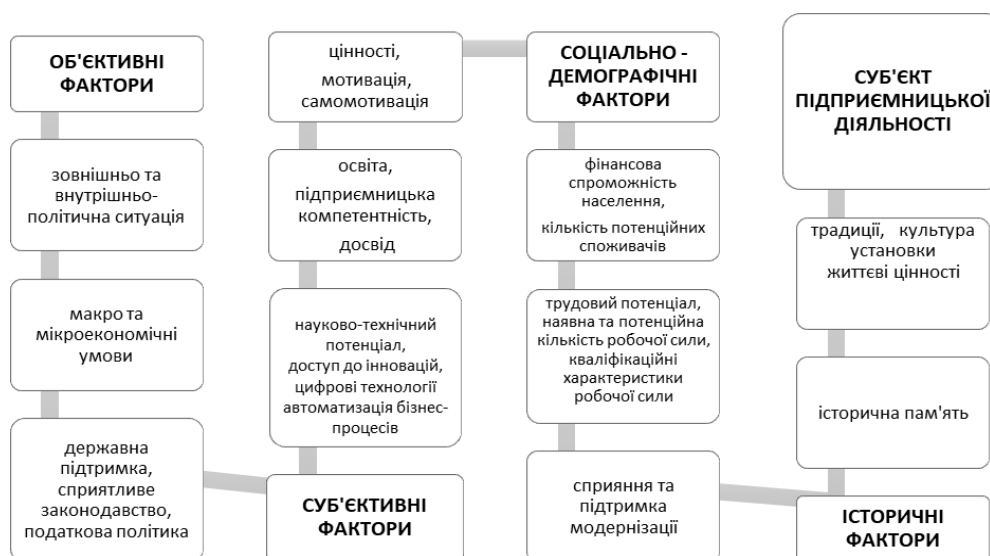 ОБ'ЄКТИВНІ
ФАКТОРИ
зовнішньо та
внутрішньо-
політична ситуація
макро та
мікроекономічні
умови
державна
підтримка,
сприятливе
законодавство,
податкова політика
цінності,
мотивація,
самомотивація
освіта,
підприємницька
компетентність,
досвід
науково-технічний
потенціал,
доступ до інновацій,
цифрові технології
автоматизація бізнес-
процесів
СУБ'ЄКТИВНІ
ФАКТОРИ
СОЦІАЛЬНО -
ДЕМОГРАФІЧНІ
ФАКТОРИ
фінансова
спроможність
населення,
кількість потенційних
споживачів
трудовий потенціал,
наявна та потенційна
кількість робочої сили,
кваліфікаційні
характеристики
робочої сили
сприяння та
підтримка
модернізації
СУБ'ЄКТ
ПІДПРИЄМНИЦЬКОЇ
ДІЯЛЬНОСТІ
традиції, культура
установки
життєві цінності
історична пам'ять
ІСТОРИЧНІ
ФАКТОРИ